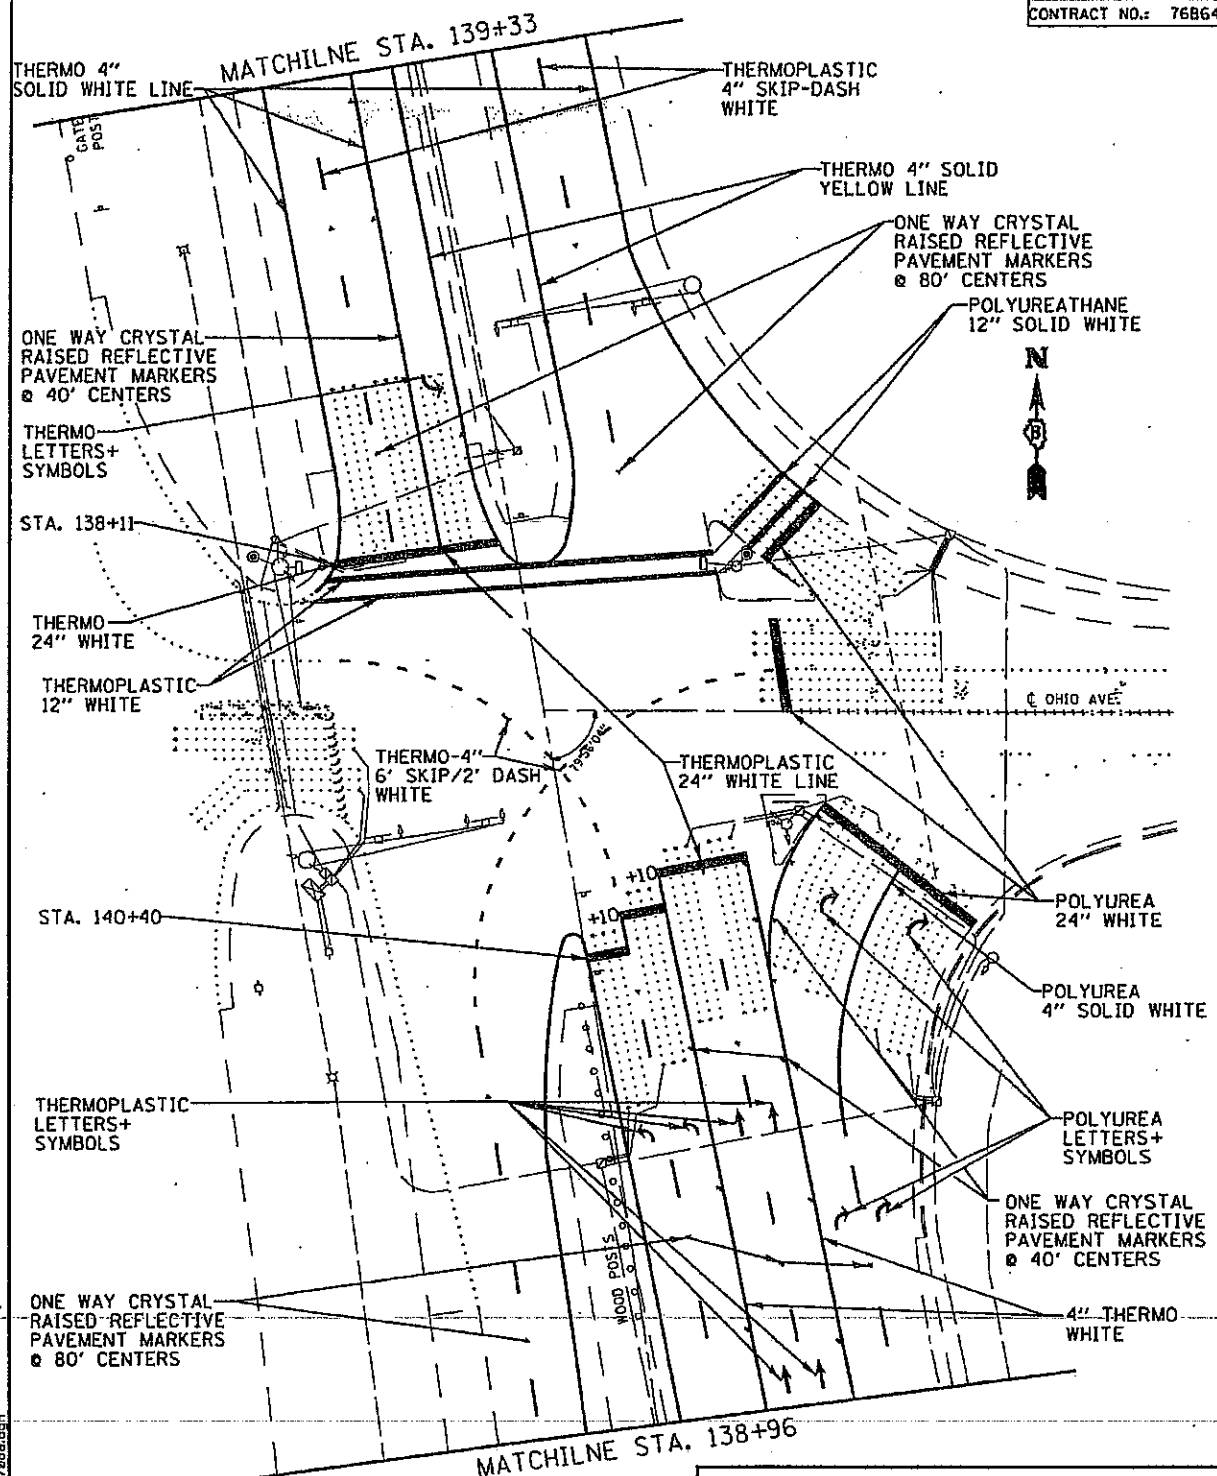 CONTRACT NO.: 76B64
MATCHILNE STA. 139+33
THERMO 4"
SOLID WHITE LINE
THERMOPLASTIC
4" SKIP-DASH
WHITE
GATE
POST
THERMO 4" SOLID
YELLOW LINE
ONE WAY CRYSTAL
RAISED REFLECTIVE
PAVEMENT MARKERS
@ 80' CENTERS
POLYUREATHANE
12" SOLID WHITE
N
B
ONE WAY CRYSTAL
RAISED REFLECTIVE
PAVEMENT MARKERS
@ 40' CENTERS
THERMO
LETTERS+
SYMBOLS
STA. 138+11
THERMO
24" WHITE
THERMOPLASTIC
12" WHITE
℄ OHIO AVE.
79°58'04"
THERMO-4"
6' SKIP/2' DASH
WHITE
THERMOPLASTIC
24" WHITE LINE
+10
+10
STA. 140+40
POLYUREA
24" WHITE
POLYUREA
4" SOLID WHITE
THERMOPLASTIC
LETTERS+
SYMBOLS
POLYUREA
LETTERS+
SYMBOLS
ONE WAY CRYSTAL
RAISED REFLECTIVE
PAVEMENT MARKERS
@ 40' CENTERS
WOOD POSTS
ONE WAY CRYSTAL
RAISED REFLECTIVE
PAVEMENT MARKERS
@ 80' CENTERS
4" THERMO
WHITE
MATCHILNE STA. 138+96